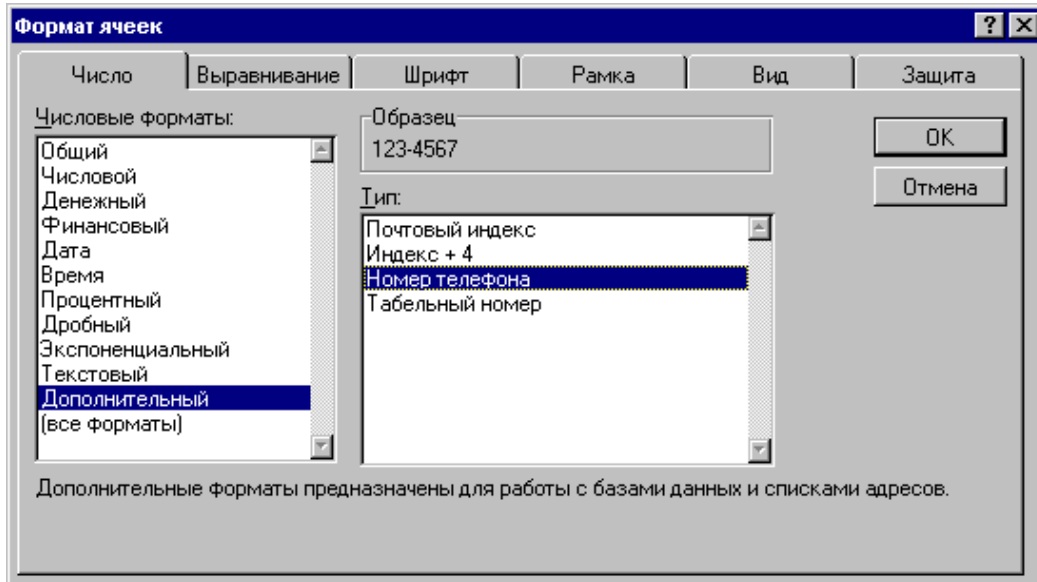 Формат ячеек
Число Выравнивание Шрифт Рамка Вид Защита
Числовые форматы:
Общий
Числовой
Денежный
Финансовый
Дата
Время
Процентный
Дробный
Экспоненциальный
Текстовый
Дополнительный
(все форматы)
Образец
123-4567
Тип:
Почтовый индекс
Индекс + 4
Номер телефона
Табельный номер
OK
Отмена
Дополнительные форматы предназначены для работы с базами данных и списками адресов.